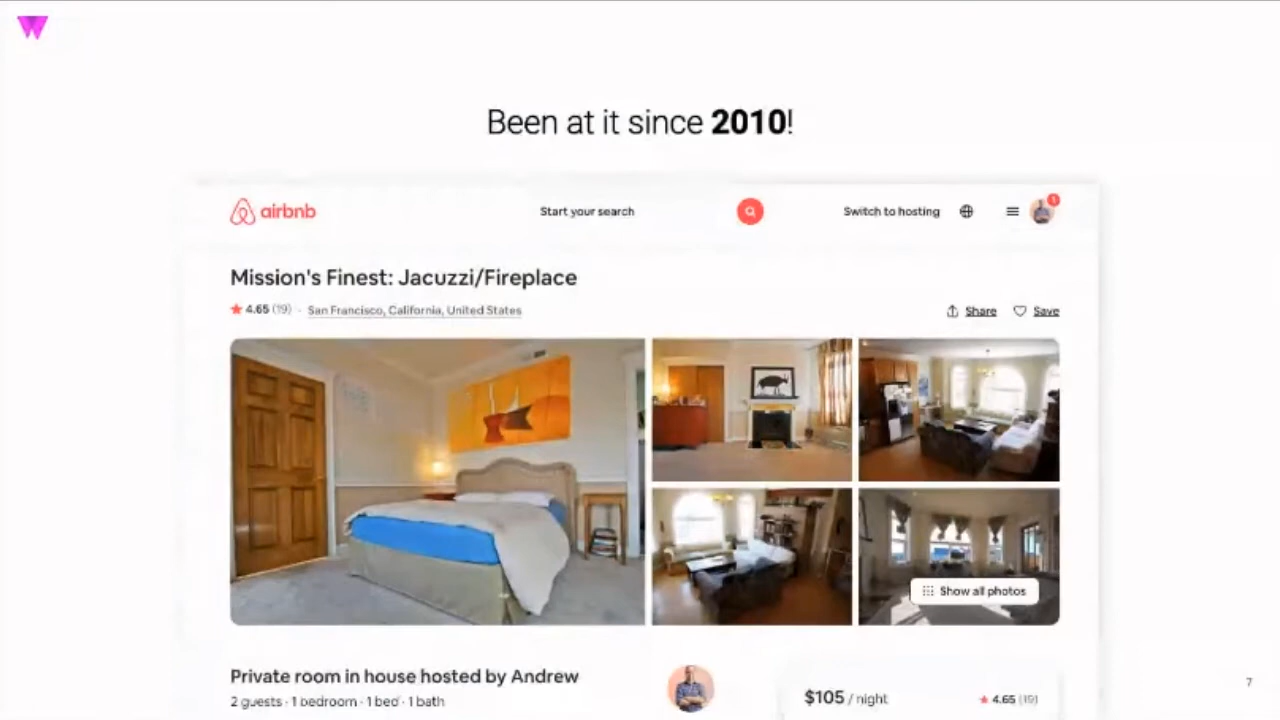 Been at it since 2010!
airbnb
Start your search
Switch to hosting
1
Mission's Finest: Jacuzzi/Fireplace
4.65 (19) · San Francisco, California, United States
Share
Save
Show all photos
Private room in house hosted by Andrew
2 guests · 1 bedroom · 1 bed · 1 bath
$105 / night
4.65 (19)
7